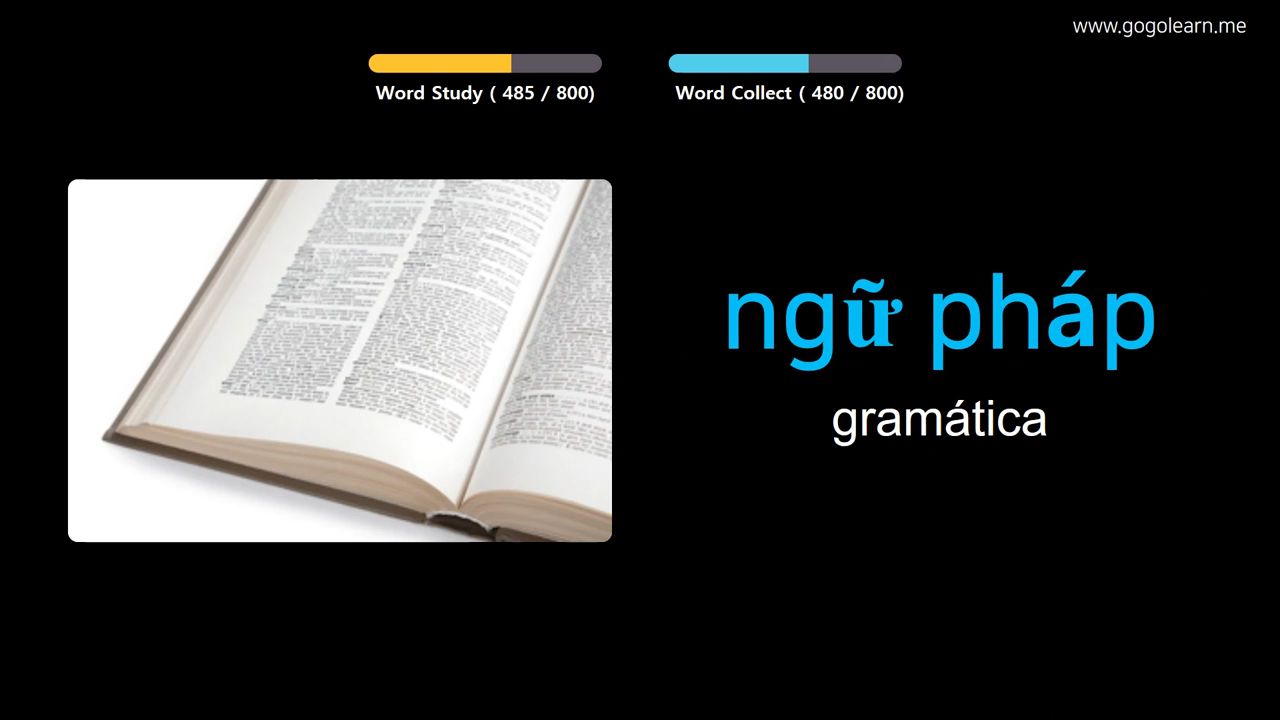 www.gogolearn.me
Word Study ( 485 / 800)
Word Collect ( 480 / 800)
ngữ pháp
gramática